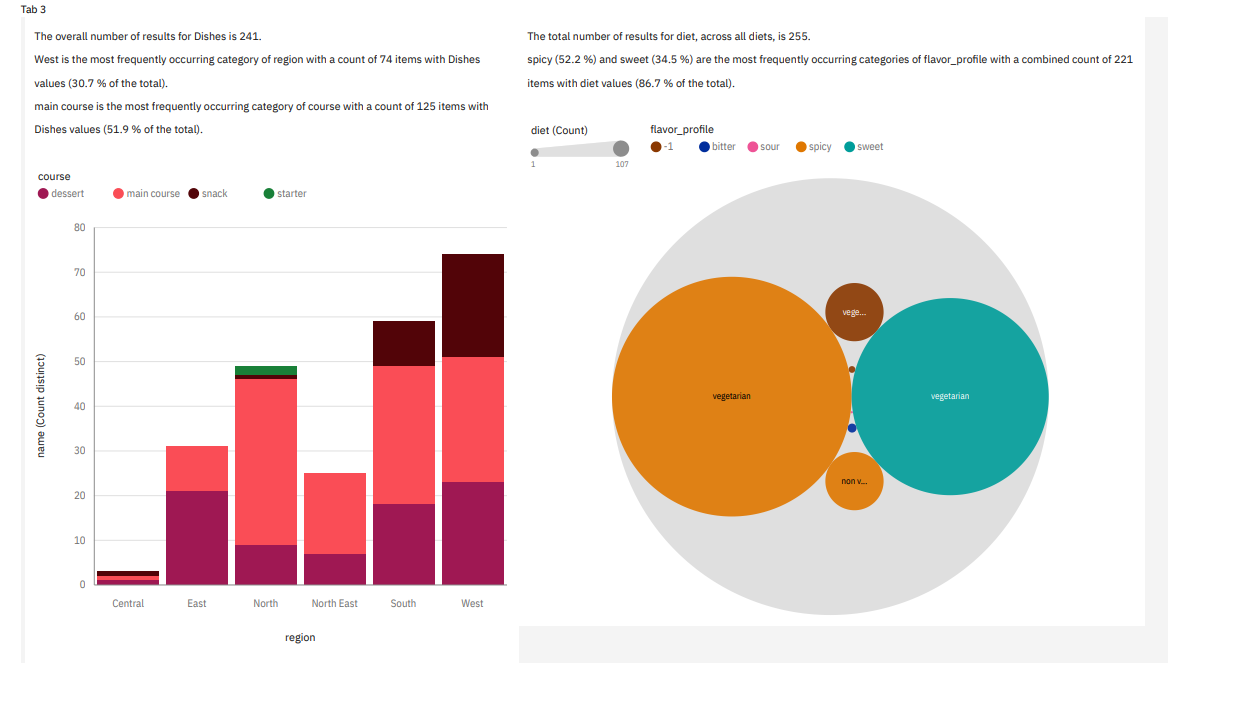 Tab 3
The overall number of results for Dishes is 241.
West is the most frequently occurring category of region with a count of 74 items with Dishes
values (30.7 % of the total).
main course is the most frequently occurring category of course with a count of 125 items with
Dishes values (51.9 % of the total).
course
dessert main course snack starter
80
70
60
50
40
30
20
10
0
name (Count distinct)
Central East North North East South West
region
The total number of results for diet, across all diets, is 255.
spicy (52.2 %) and sweet (34.5 %) are the most frequently occurring categories of flavor_profile with a combined count of 221
items with diet values (86.7 % of the total).
diet (Count)
1 107
flavor_profile
-1 bitter sour spicy sweet
vege...
vegetarian
vegetarian
non v...